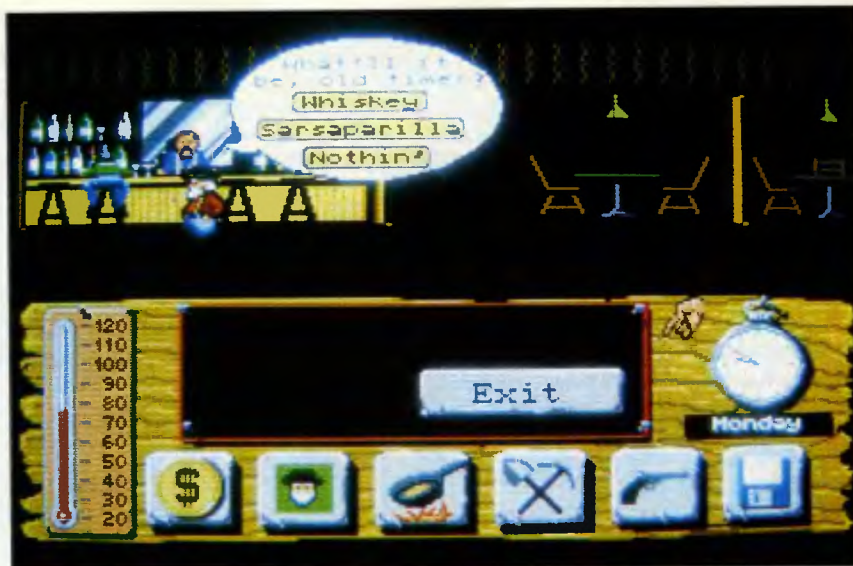 What'll it
be, old timer?
Whiskey
Sarsaparilla
Nothin'
120
110
100
90
80
70
60
50
40
30
20
Exit
Monday
$